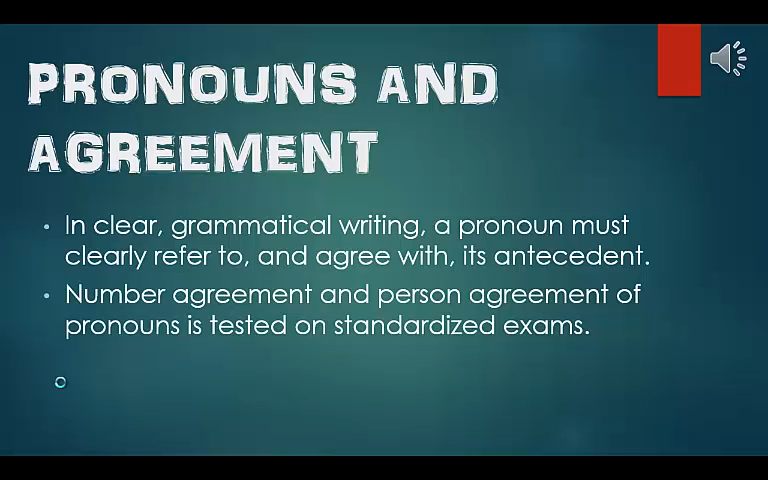 PRONOUNS AND
AGREEMENT
• In clear, grammatical writing, a pronoun must
clearly refer to, and agree with, its antecedent.
• Number agreement and person agreement of
pronouns is tested on standardized exams.